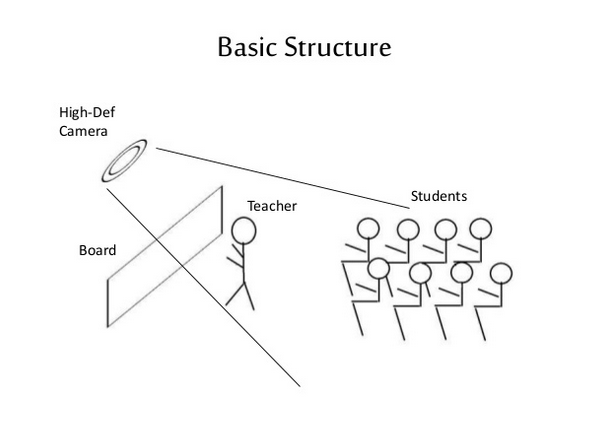 Basic Structure
High-Def
Camera
Students
Teacher
Board